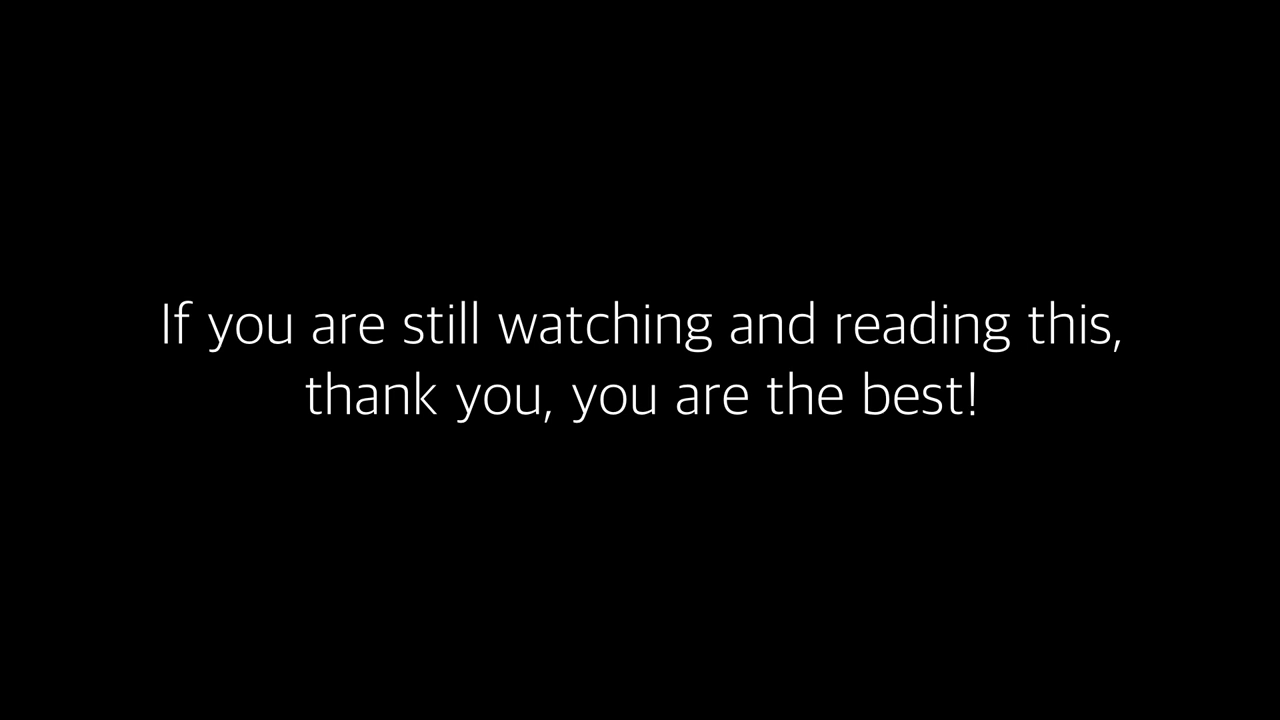 If you are still watching and reading this,
thank you, you are the best!